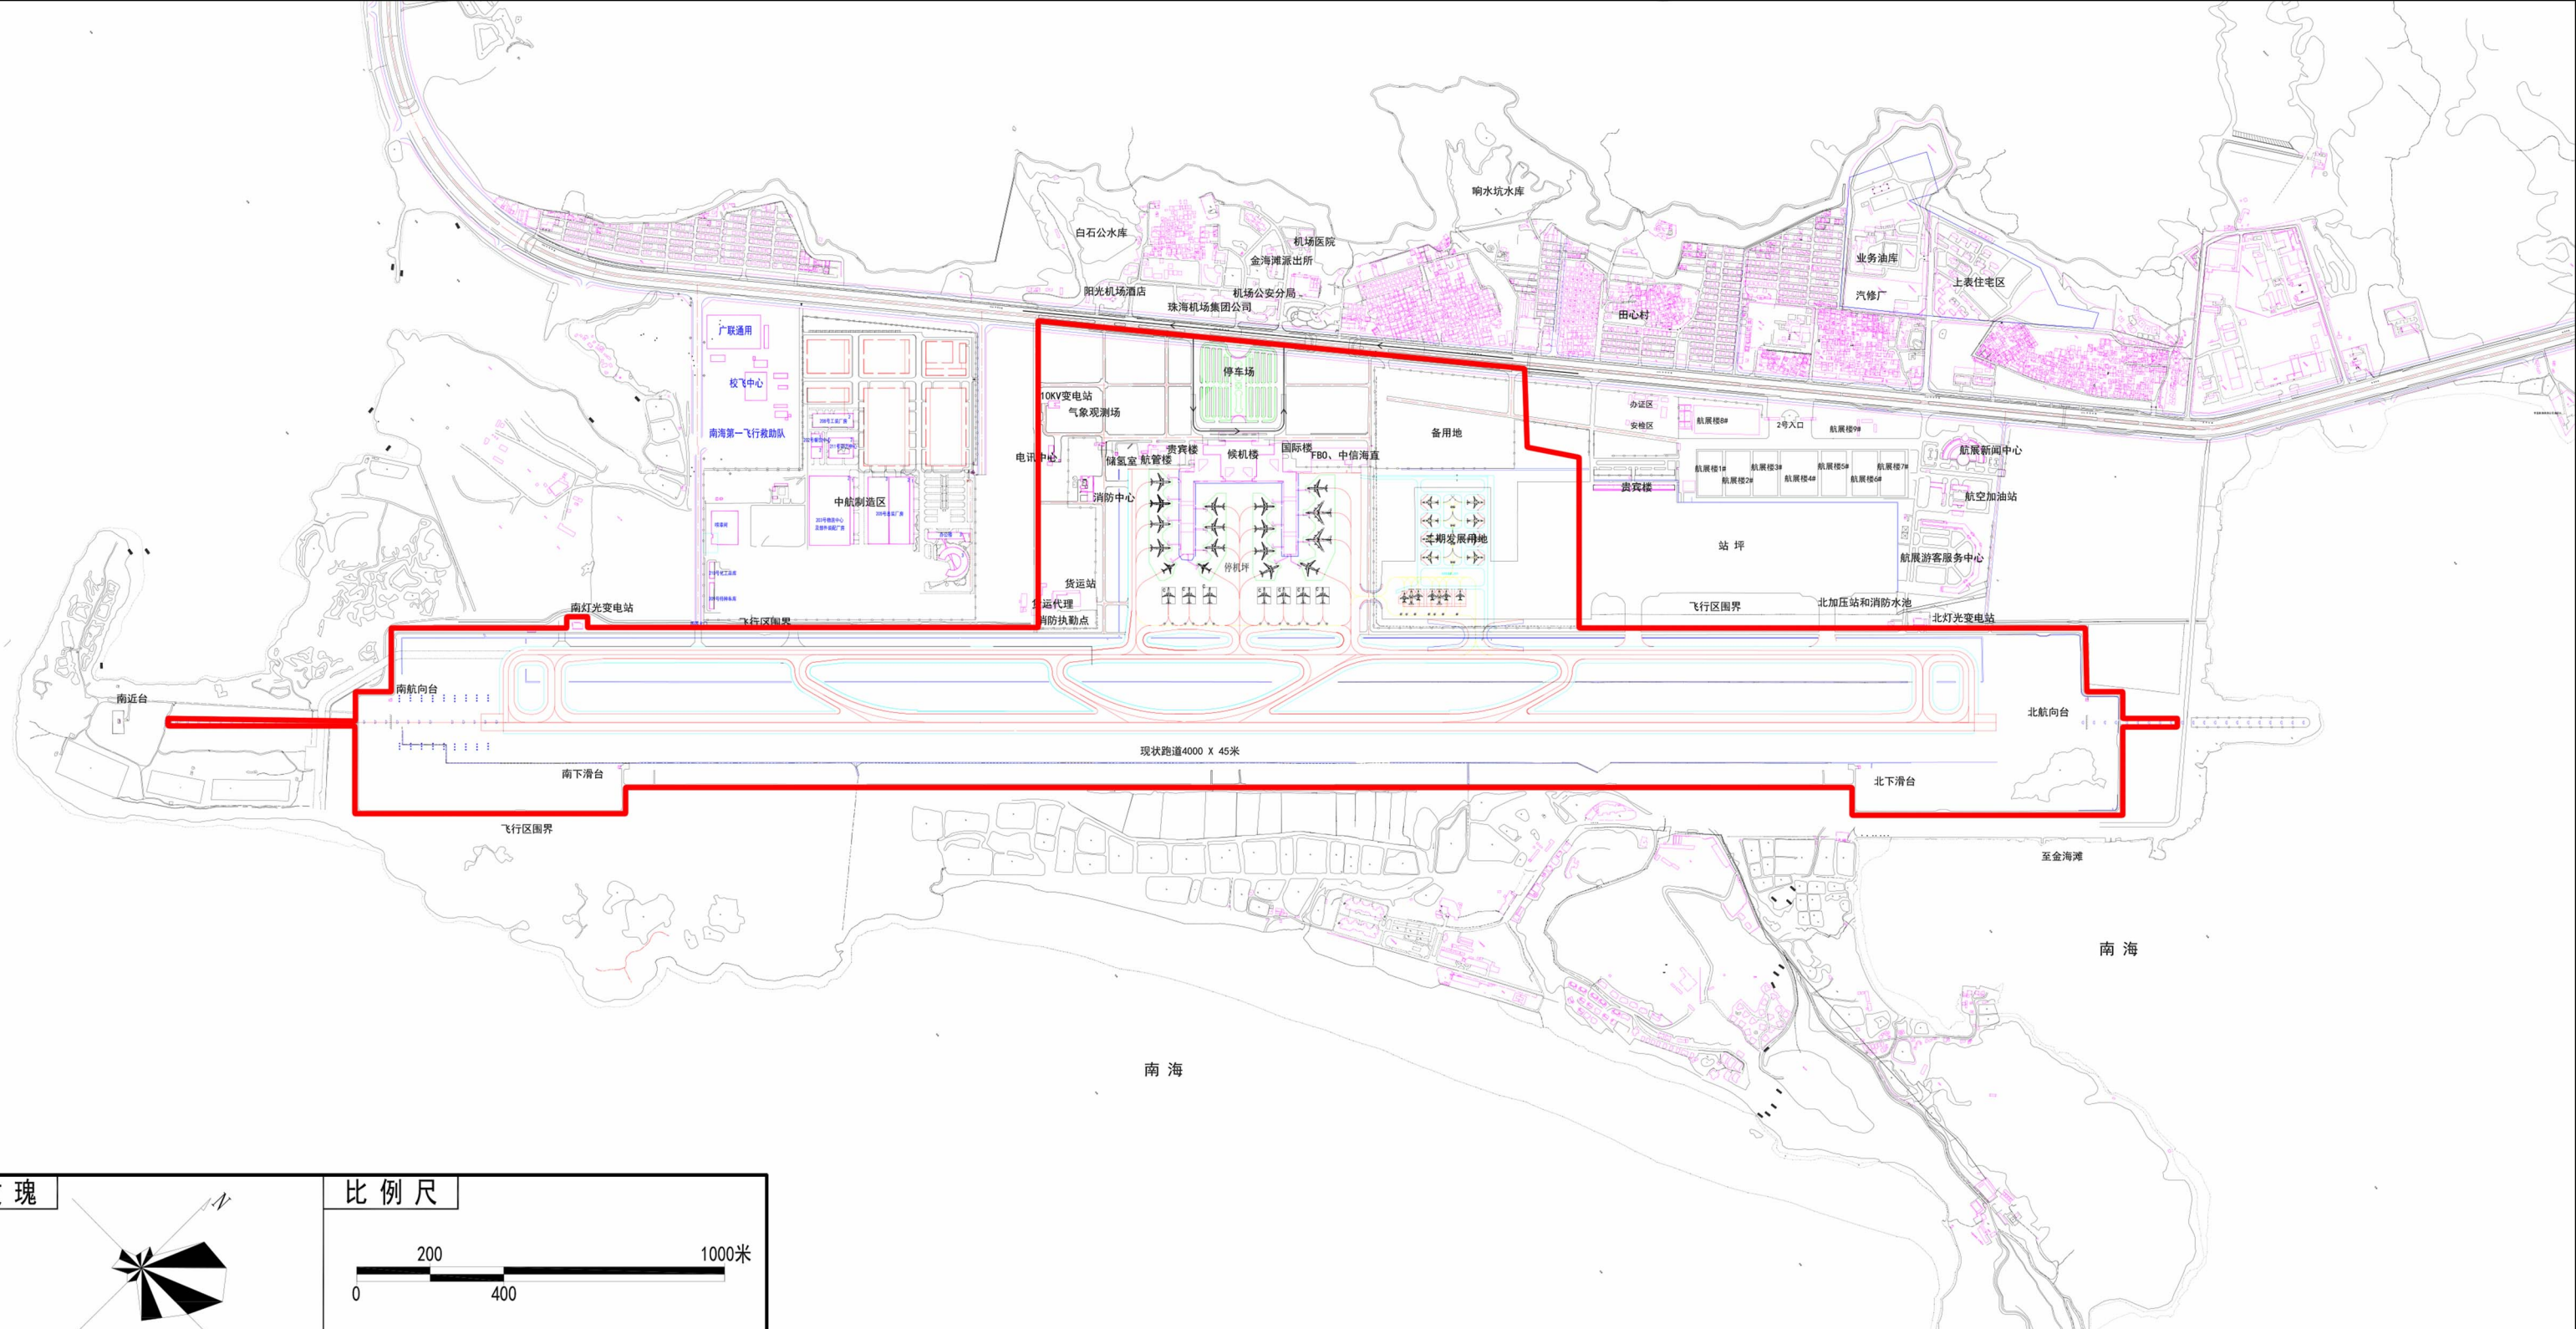 响水坑水库
白石公水库
机场医院
金海滩派出所
业务油库
上表住宅区
阳光机场酒店
机场公安分局
汽修厂
珠海机场集团公司
田心村
广联通用
停车场
校飞中心
10KV变电站
气象观测场
办证区
航展楼8#
2号入口
航展楼9#
安检区
南海第一飞行救助队
备用地
电讯中心
储氢室
航管楼
贵宾楼
候机楼
国际楼
FBO、中信海直
航展新闻中心
航展楼1#
航展楼2#
航展楼3#
航展楼4#
航展楼5#
航展楼6#
航展楼7#
贵宾楼
消防中心
航空加油站
中航制造区
二期发展用地
站 坪
航展游客服务中心
停机坪
货运站
货运代理
消防执勤点
南灯光变电站
飞行区围界
飞行区围界
北加压站和消防水池
北灯光变电站
南航向台
南近台
北航向台
现状跑道4000 X 45米
南下滑台
北下滑台
飞行区围界
至金海滩
南 海
南 海
瑰
比 例 尺
N
200
1000米
0
400